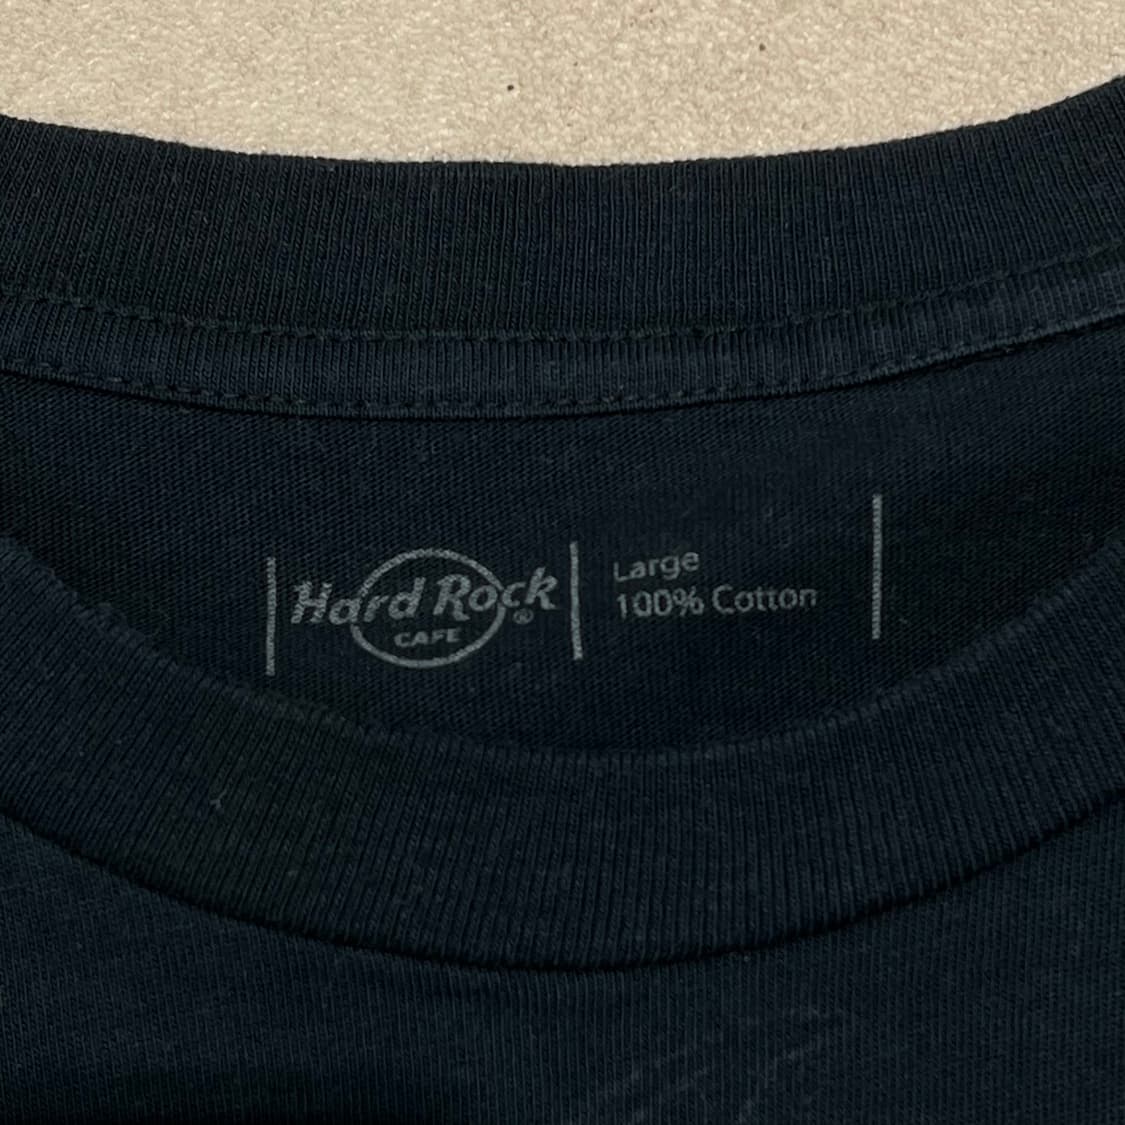 Hard Rock
CAFE
®
Large
100% Cotton